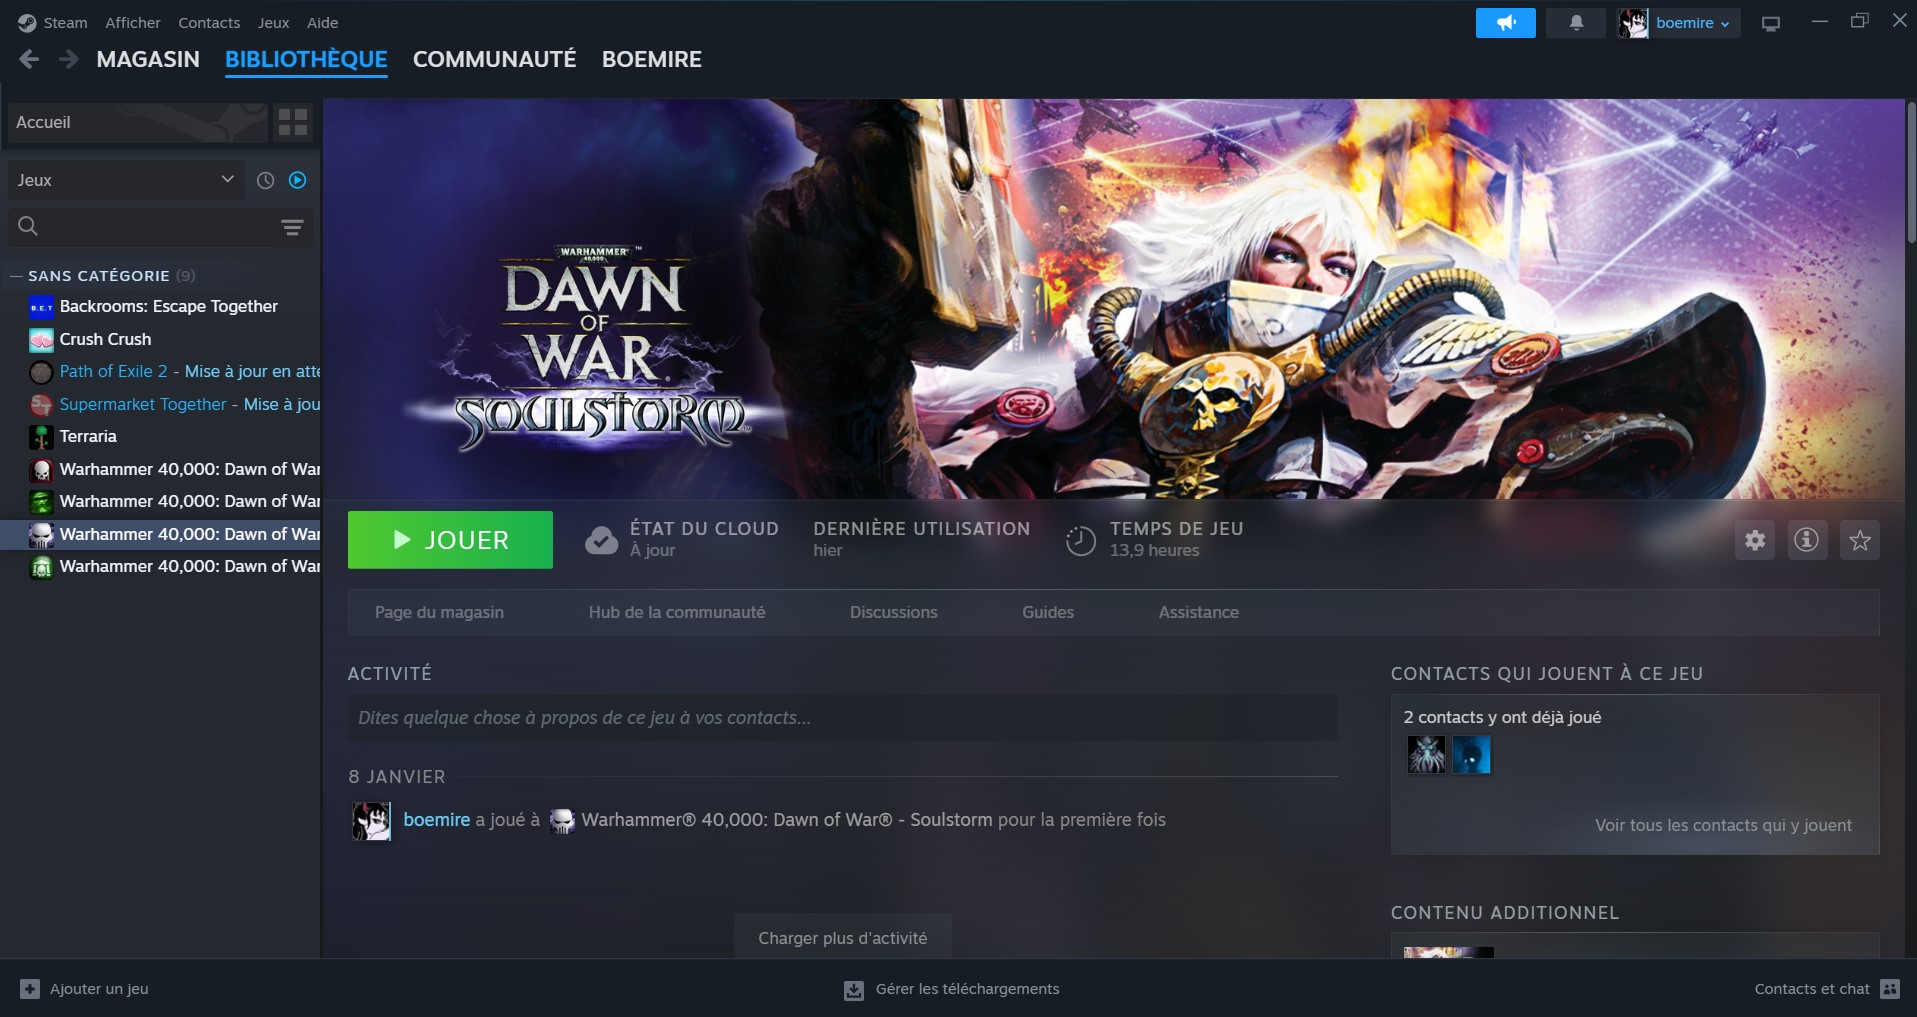 Steam Afficher Contacts Jeux Aide
boemire
MAGASIN BIBLIOTHÈQUE COMMUNAUTÉ BOEMIRE
Accueil
Jeux
SANS CATÉGORIE (9)
B.E.T Backrooms: Escape Together
Crush Crush
Path of Exile 2 - Mise à jour en atte
ST Supermarket Together - Mise à jou
Terraria
Warhammer 40,000: Dawn of War
Warhammer 40,000: Dawn of War
Warhammer 40,000: Dawn of War
Warhammer 40,000: Dawn of War
WARHAMMER™
40,000
DAWN
OF
WAR®
SOULSTORM™
JOUER
ÉTAT DU CLOUD
À jour
DERNIÈRE UTILISATION
hier
TEMPS DE JEU
13,9 heures
Page du magasin Hub de la communauté Discussions Guides Assistance
ACTIVITÉ
Dites quelque chose à propos de ce jeu à vos contacts...
8 JANVIER
boemire a joué à Warhammer® 40,000: Dawn of War® - Soulstorm pour la première fois
Charger plus d'activité
CONTACTS QUI JOUENT À CE JEU
2 contacts y ont déjà joué
Voir tous les contacts qui y jouent
CONTENU ADDITIONNEL
Ajouter un jeu
Gérer les téléchargements
Contacts et chat